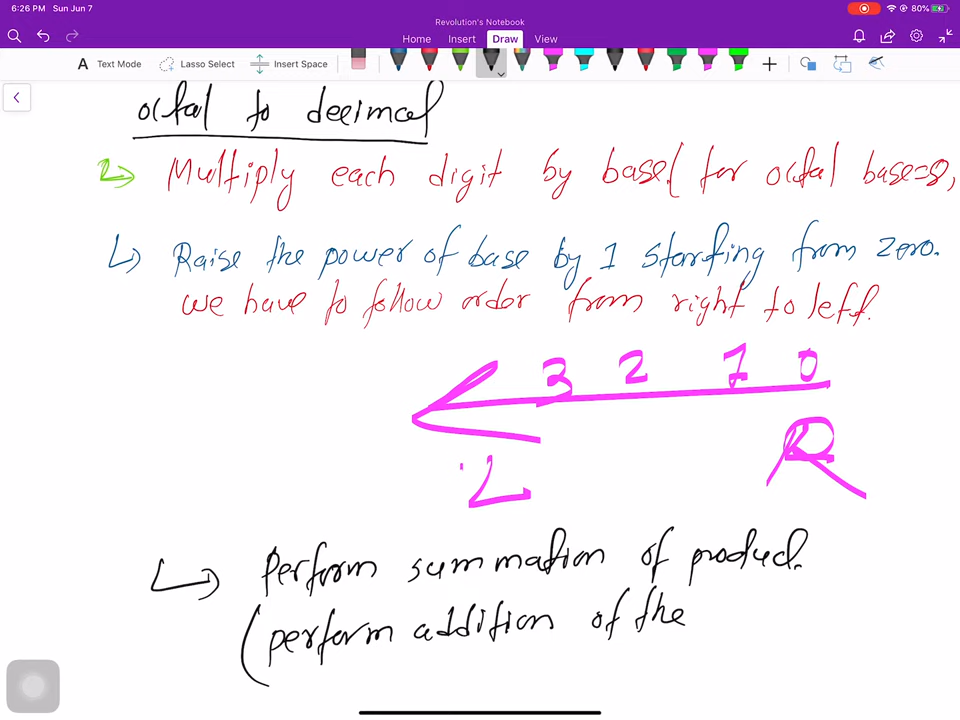 6:26 PM Sun Jun 7
80%
Revolution's Notebook
Home Insert Draw View
A Text Mode Lasso Select Insert Space
octal to decimal
Multiply each digit by base( for octal base=8,
Raise the power of base by 1 starting from zero.
we have to follow order from right to left.
3 2 1 0
L R
Perform summation of product.
(perform addition of the